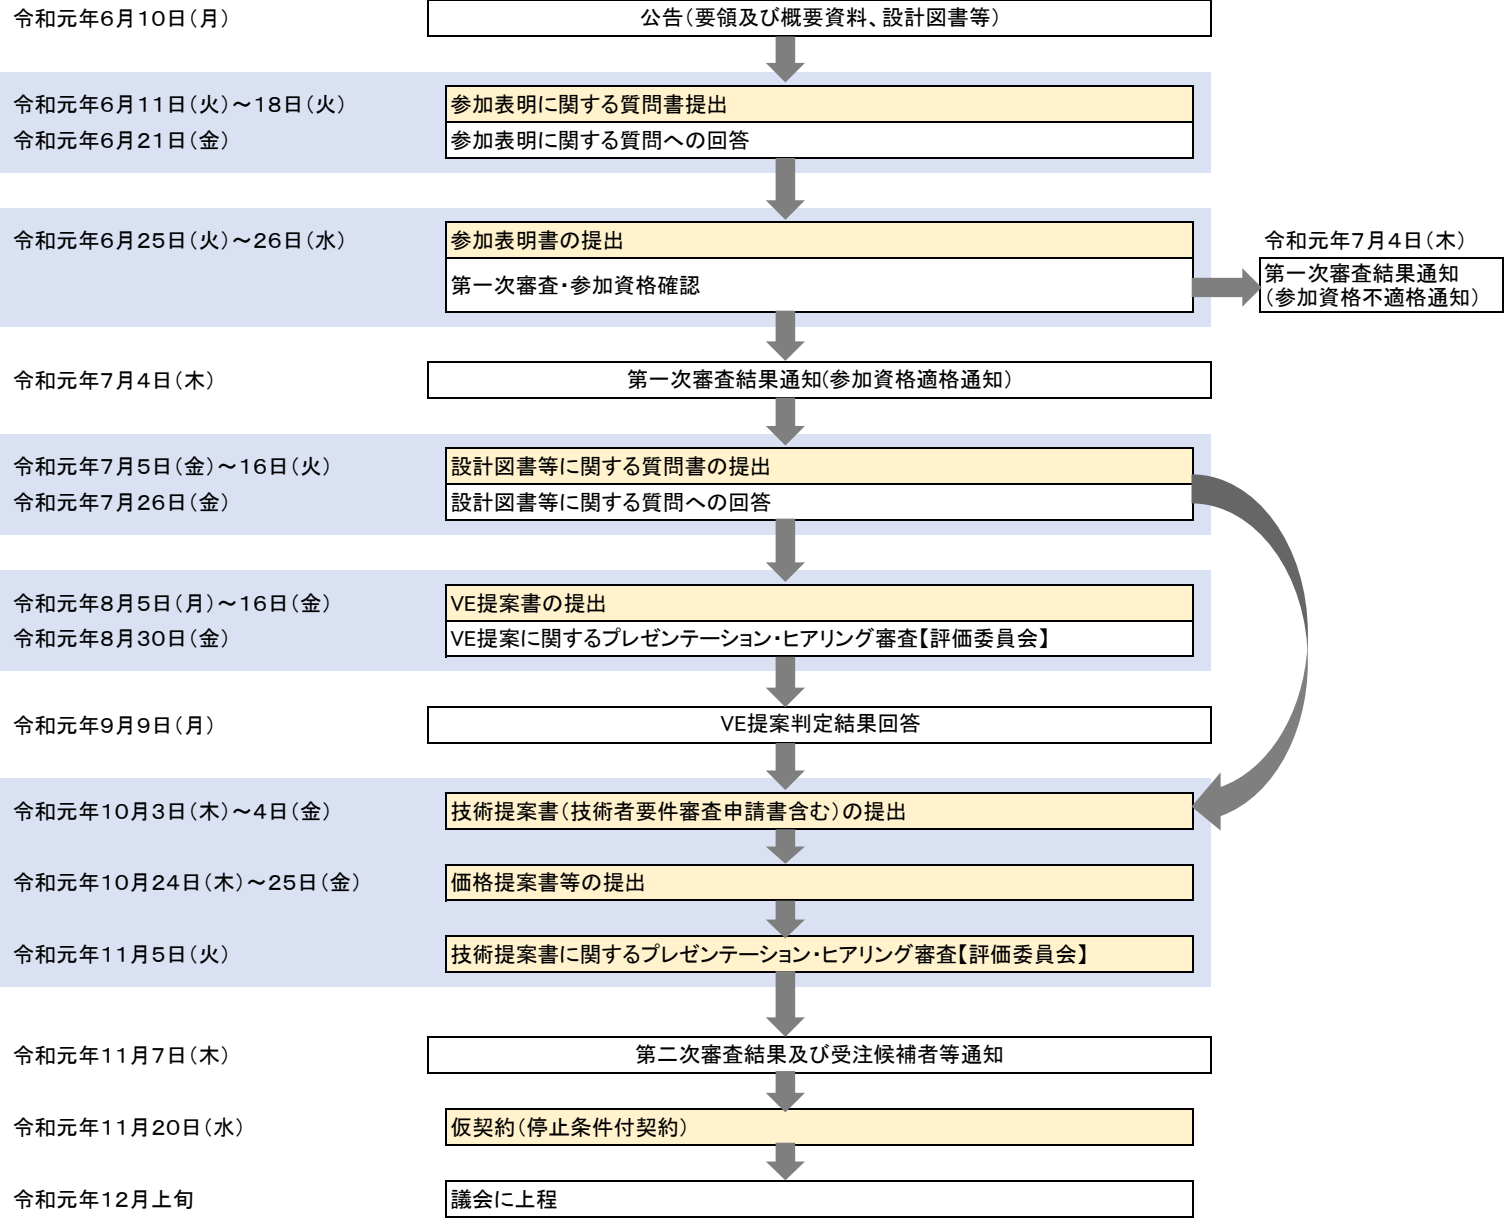 令和元年６月１０日（月）
公告（要領及び概要資料、設計図書等）
令和元年６月１１日（火）～１８日（火）
参加表明に関する質問書提出
令和元年６月２１日（金）
参加表明に関する質問への回答
令和元年６月２５日（火）～２６日（水）
参加表明書の提出
第一次審査・参加資格確認
令和元年７月４日（木）
第一次審査結果通知
（参加資格不適格通知）
令和元年７月４日（木）
第一次審査結果通知(参加資格適格通知）
令和元年７月５日（金）～１６日（火）
設計図書等に関する質問書の提出
令和元年７月２６日（金）
設計図書等に関する質問への回答
令和元年８月５日（月）～１６日（金）
VE提案書の提出
令和元年８月３０日（金）
VE提案に関するプレゼンテーション・ヒアリング審査【評価委員会】
令和元年９月９日（月）
VE提案判定結果回答
令和元年１０月３日（木）～４日（金）
技術提案書（技術者要件審査申請書含む）の提出
令和元年１０月２４日（木）～２５日（金）
価格提案書等の提出
令和元年１１月５日（火）
技術提案書に関するプレゼンテーション・ヒアリング審査【評価委員会】
令和元年１１月７日（木）
第二次審査結果及び受注候補者等通知
令和元年１１月２０日（水）
仮契約（停止条件付契約）
令和元年１２月上旬
議会に上程